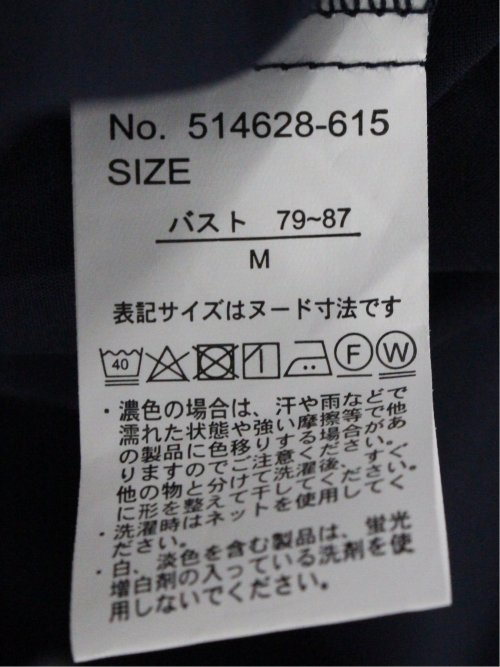 No. 514628-615
SIZE
バスト 79~87
M
表記サイズはヌード寸法です
40 F W
・濃色の場合は、汗や雨などで
濡れた状態や強い摩擦等で他
の製品に色移りする場合があ
りますのでご注意ください。
他の物と分けて洗濯後、すぐ
に形を整えて干してください。
・洗濯時はネットを使用してく
ださい。
・白、淡色を含む製品は、蛍光
増白剤の入っている洗剤を使
用しないでください。